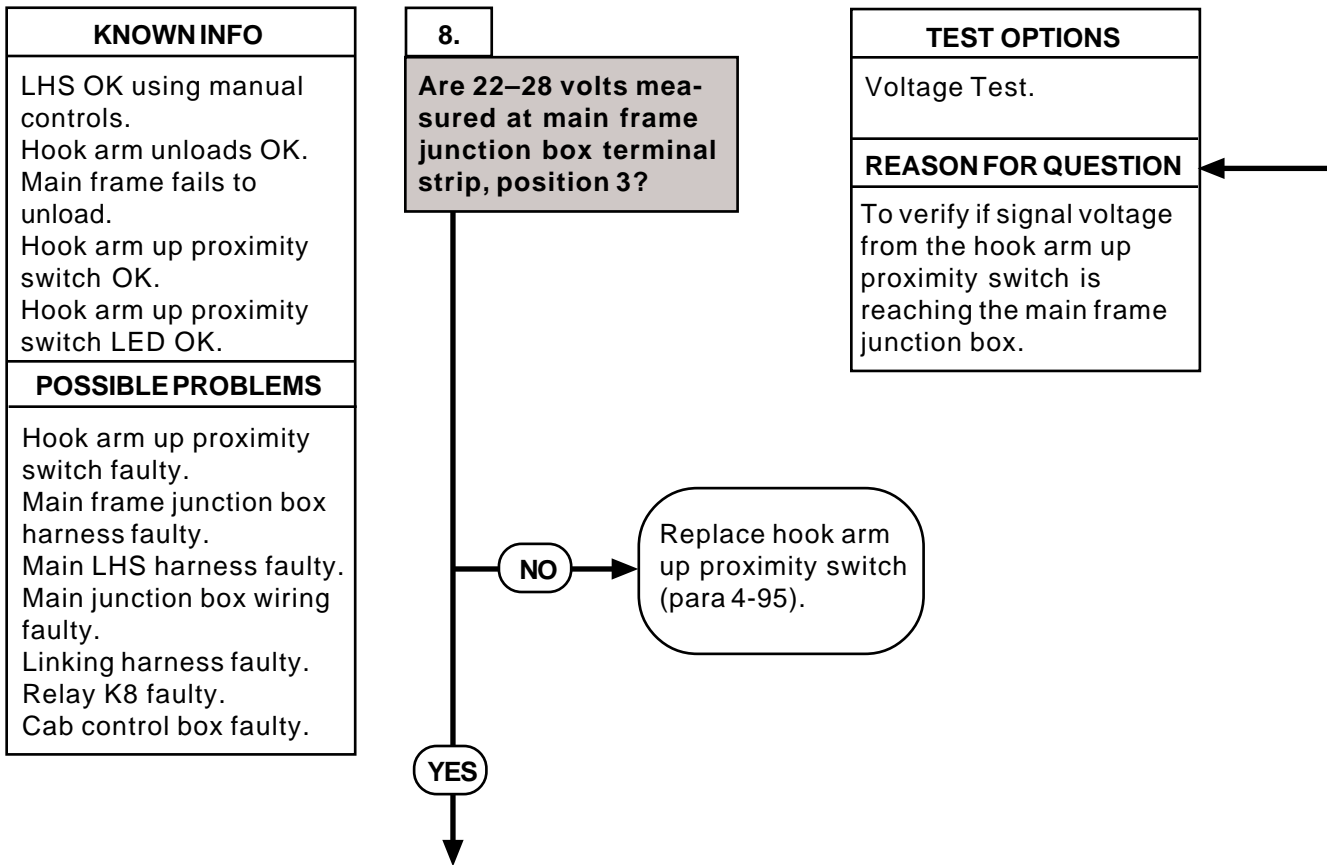 KNOWN INFO
LHS OK using manual
controls.
Hook arm unloads OK.
Main frame fails to
unload.
Hook arm up proximity
switch OK.
Hook arm up proximity
switch LED OK.
POSSIBLE PROBLEMS
Hook arm up proximity
switch faulty.
Main frame junction box
harness faulty.
Main LHS harness faulty.
Main junction box wiring
faulty.
Linking harness faulty.
Relay K8 faulty.
Cab control box faulty.
8.
Are 22–28 volts mea-
sured at main frame
junction box terminal
strip, position 3?
NO
Replace hook arm
up proximity switch
(para 4-95).
YES
TEST OPTIONS
Voltage Test.
REASON FOR QUESTION
To verify if signal voltage
from the hook arm up
proximity switch is
reaching the main frame
junction box.